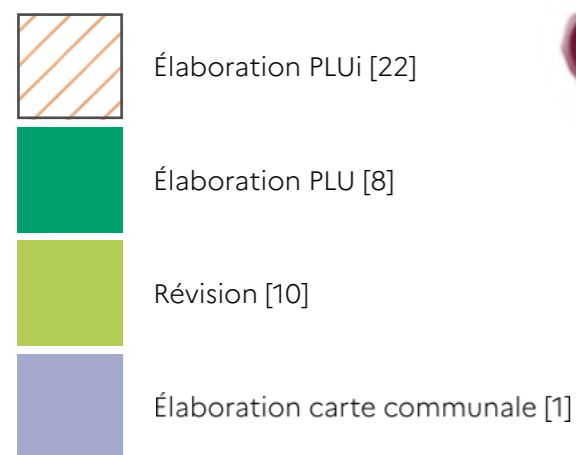 Élaboration PLUi [22]
Élaboration PLU [8]
Révision [10]
Élaboration carte communale [1]